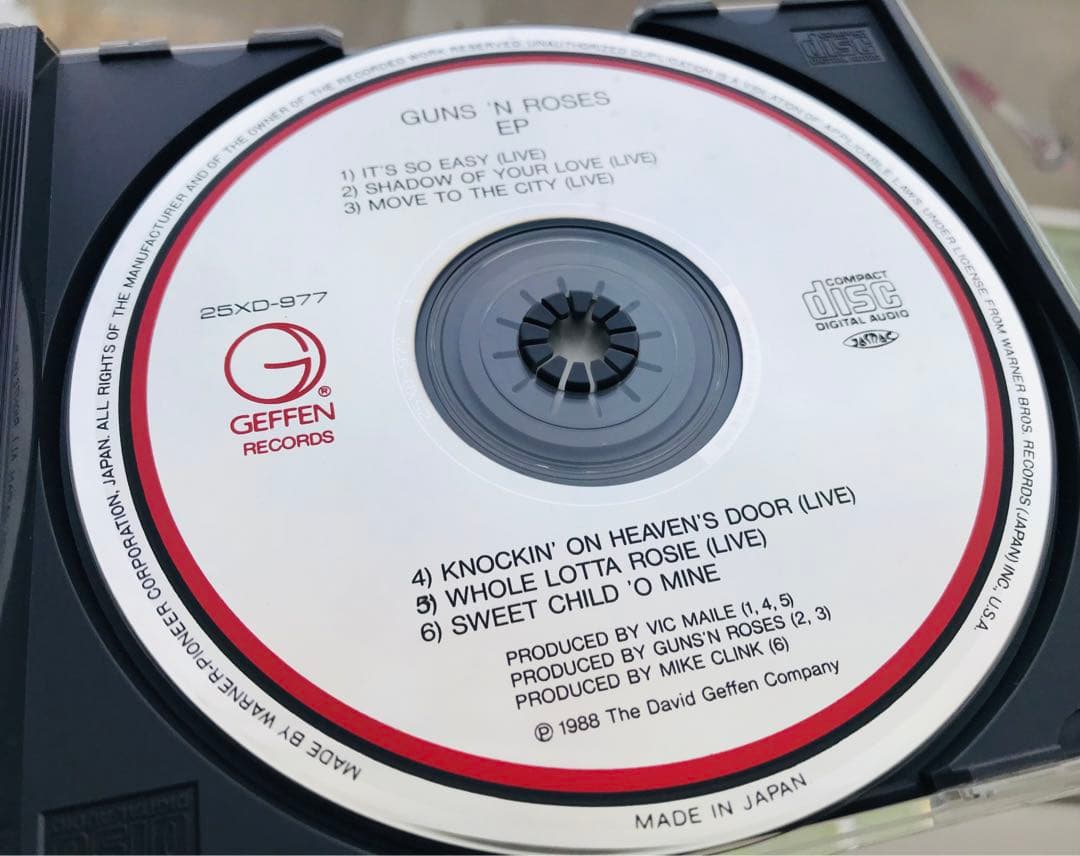 GUNS 'N ROSES
EP
1) IT'S SO EASY (LIVE)
2) SHADOW OF YOUR LOVE (LIVE)
3) MOVE TO THE CITY (LIVE)
25XD-977
G®
GEFFEN
RECORDS
COMPACT
disc
DIGITAL AUDIO
JASRAC
4) KNOCKIN' ON HEAVEN'S DOOR (LIVE)
5) WHOLE LOTTA ROSIE (LIVE)
6) SWEET CHILD 'O MINE
PRODUCED BY VIC MAILE (1, 4, 5)
PRODUCED BY GUNS'N ROSES (2, 3)
PRODUCED BY MIKE CLINK (6)
Ⓟ 1988 The David Geffen Company
MADE BY WARNER-PIONEER CORPORATION, JAPAN. ALL RIGHTS OF THE MANUFACTURER AND OF THE OWNER OF THE RECORDED WORK RESERVED UNAUTHORIZED DUPLICATION IS A VIOLATION OF APPLICABLE LAWS. UNDER LICENSE FROM WARNER BROS. RECORDS (JAPAN) INC., U.S.A.
MADE IN JAPAN
disc